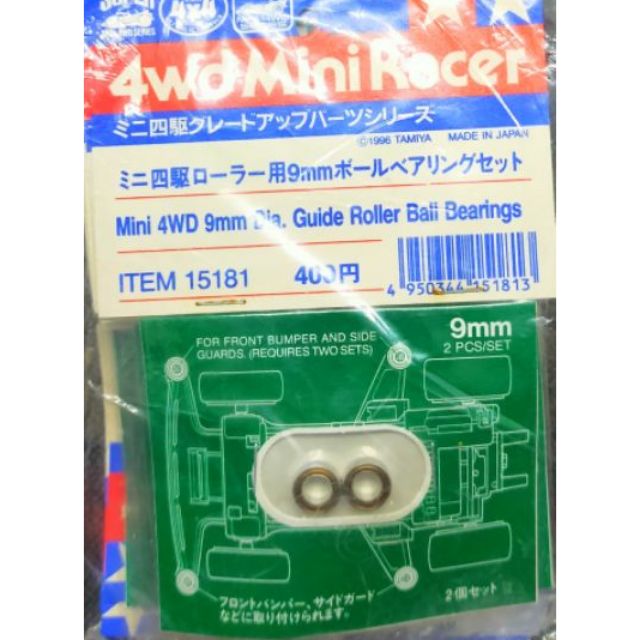 4wd Mini Racer
ミニ四駆グレードアップパーツシリーズ
©1996 TAMIYA MADE IN JAPAN
ミニ四駆ローラー用9mmボールベアリングセット
Mini 4WD 9mm Dia. Guide Roller Ball Bearings
ITEM 15181 400円
4 950344 151813
FOR FRONT BUMPER AND SIDE
GUARDS. (REQUIRES TWO SETS)
9mm
2 PCS/SET
フロントバンパー、サイドガード
などに取り付けられます。
2個セット